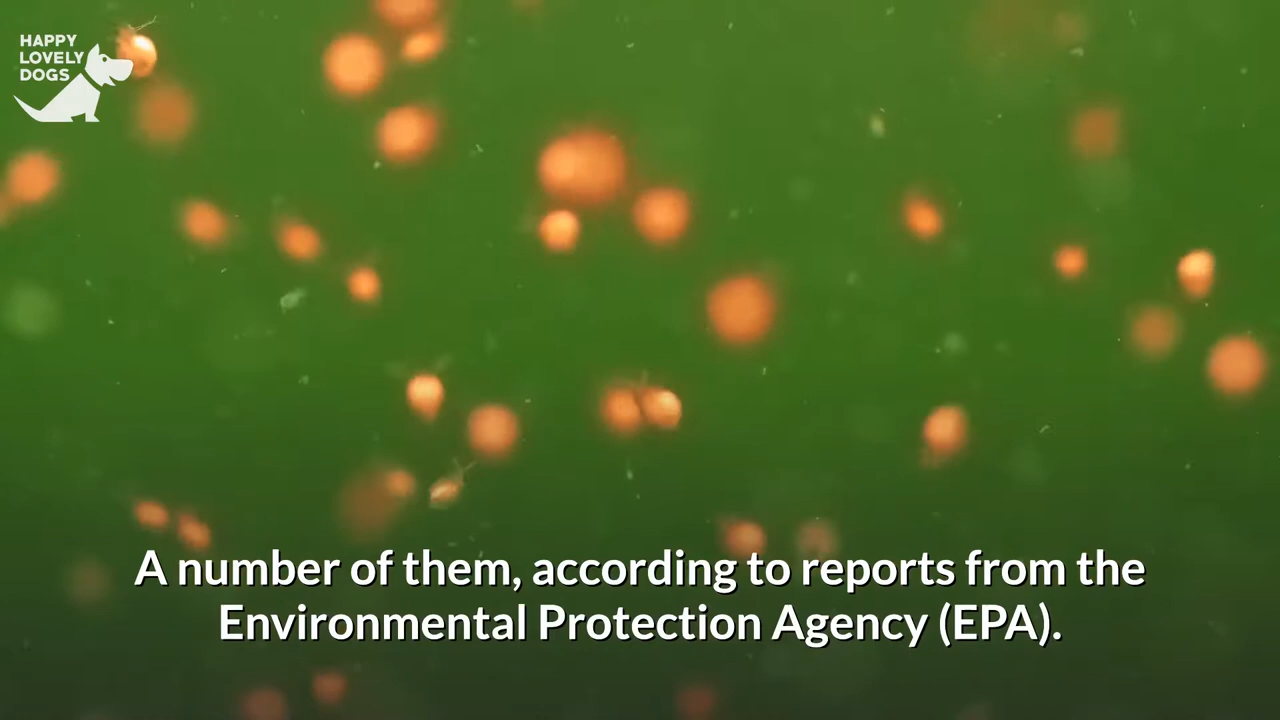 HAPPY
LOVELY
DOGS
A number of them, according to reports from the
Environmental Protection Agency (EPA).